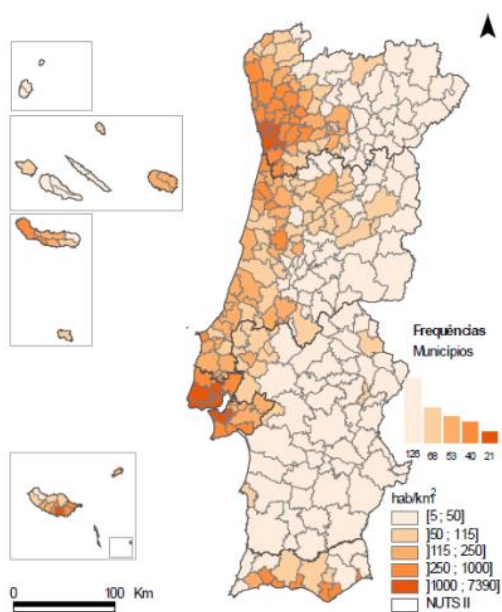 Frequências
Municípios
126 68 53 40 21
hab/km²
]5 ; 50]
]50 ; 115]
]115 ; 250]
]250 ; 1000]
]1000 ; 7390]
NUTS II
0 100 Km